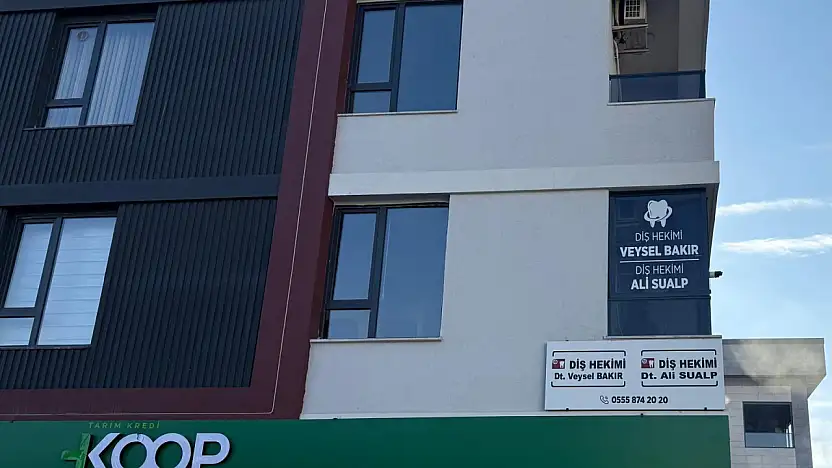 DİŞ HEKİMİ
VEYSEL BAKIR
DİŞ HEKİMİ
ALİ SUALP
DİŞ HEKİMİ
Dt. Veysel BAKIR
DİŞ HEKİMİ
Dt. Ali SUALP
0555 874 20 20
TARIM KREDİ
KOOP